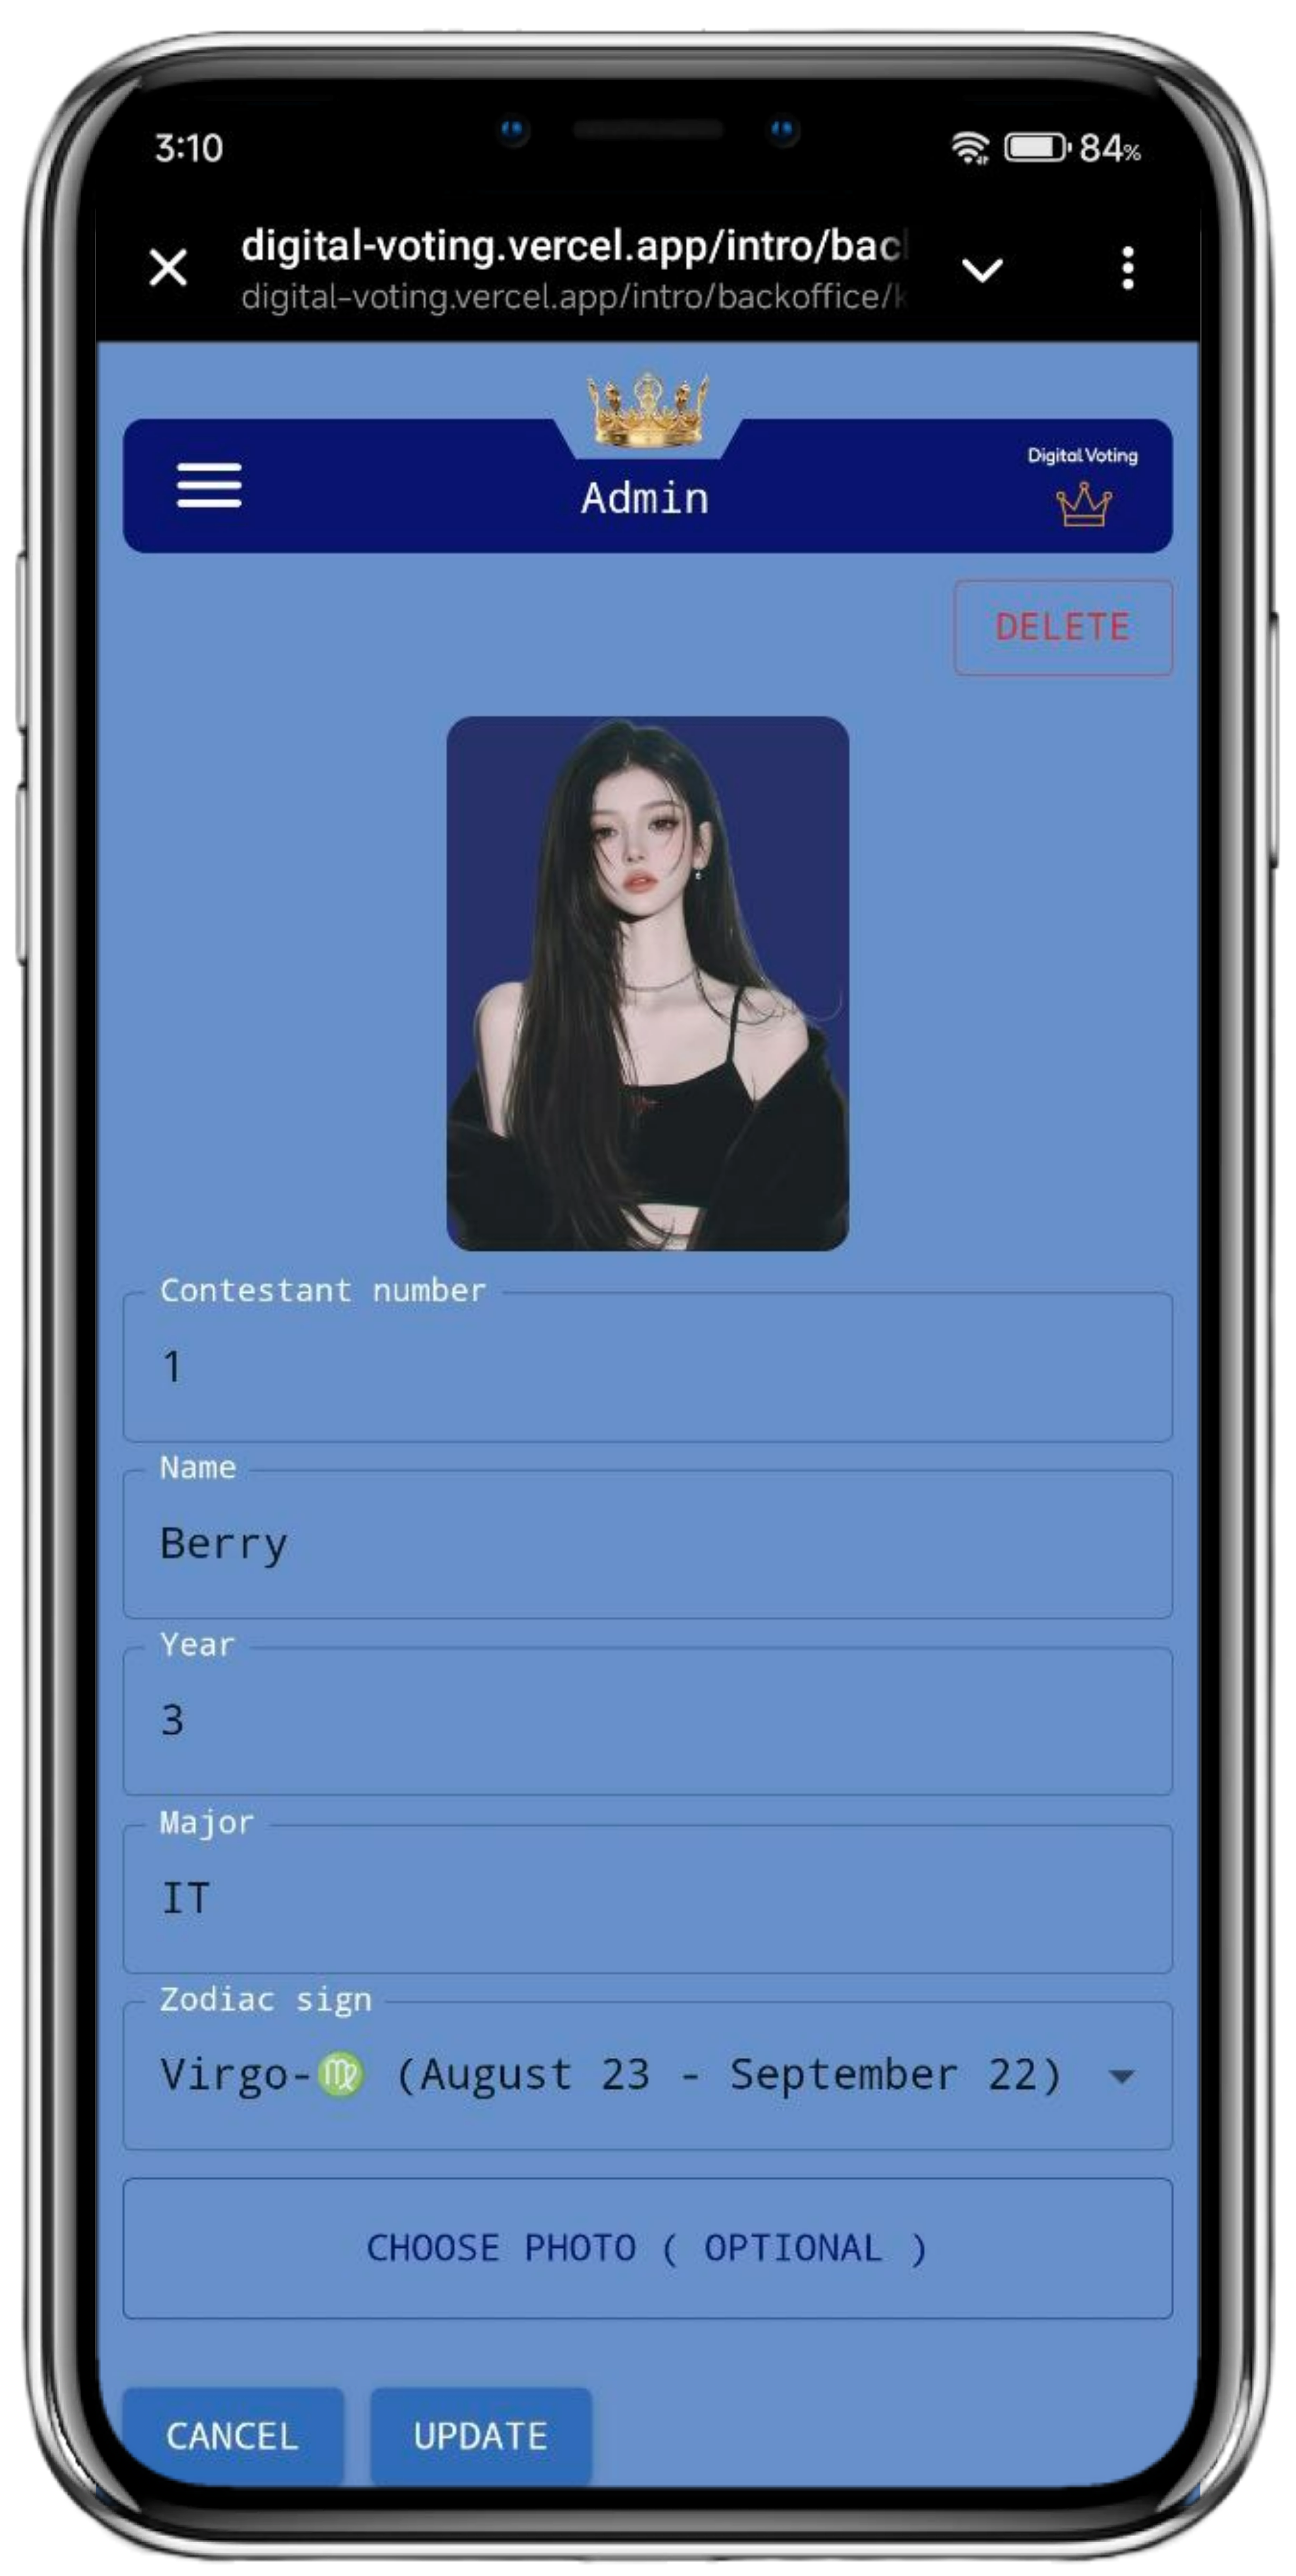 3:10
84%
digital-voting.vercel.app/intro/bac
digital-voting.vercel.app/intro/backoffice/k
Digital Voting
Admin
DELETE
Contestant number
1
Name
Berry
Year
3
Major
IT
Zodiac sign
Virgo-♍ (August 23 - September 22)
CHOOSE PHOTO ( OPTIONAL )
CANCEL
UPDATE